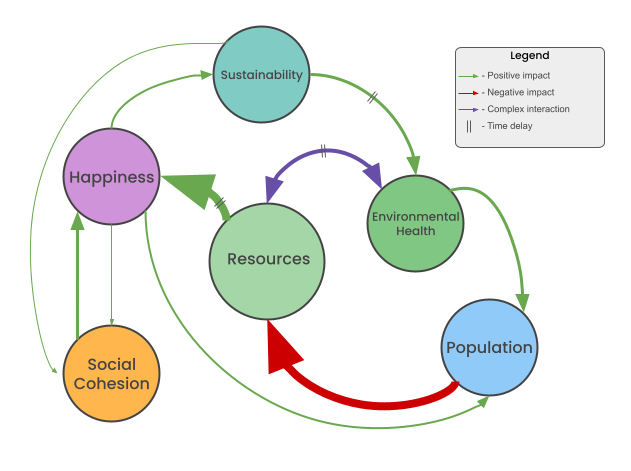 Legend
- Positive impact
- Negative impact
- Complex interaction
- Time delay
Sustainability
Happiness
Environmental
Health
Resources
Population
Social
Cohesion